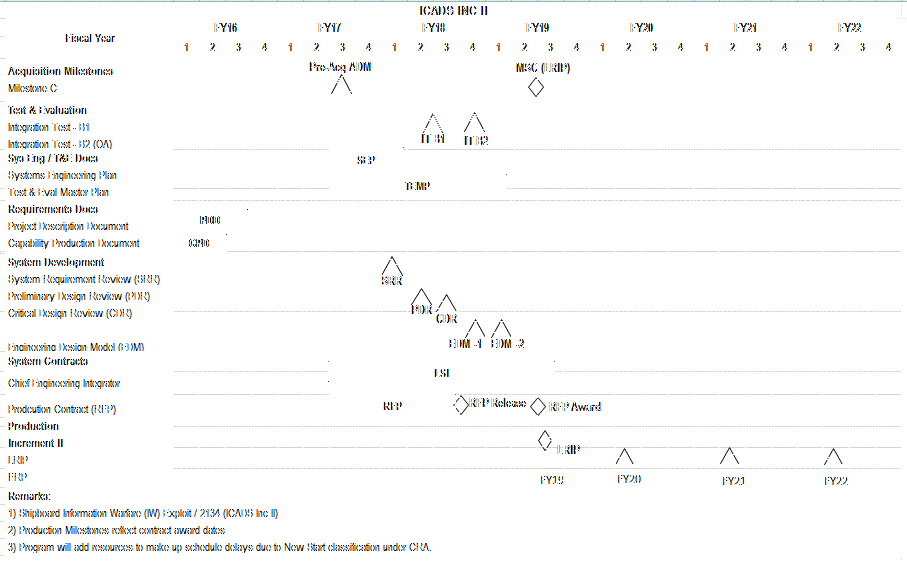 ICADS INC II
Fiscal Year FY16 FY17 FY18 FY19 FY20 FY21 FY22
1 2 3 4 1 2 3 4 1 2 3 4 1 2 3 4 1 2 3 4 1 2 3 4 1 2 3 4
Acquisition Milestones Pre-Acq ADM MSC (LRIP)
Milestone C
Test & Evaluation
Integration Test - B1 IT-B1
Integration Test - B2 (OA) IT-B2
Sys Eng / T&E Docs SEP
Systems Engineering Plan
Test & Eval Master Plan TEMP
Requirements Docs
Project Description Document
Capability Production Document
System Development
System Requirement Review (SRR) SRR
Preliminary Design Review (PDR) PDR
Critical Design Review (CDR) CDR
Engineering Design Model (EDM) EDM -1 EDM -2
System Contracts
Chief Engineering Integrator
Prodcution Contract (RFP) RFP RFP Release RFP Award
Production
Increment II LRIP
LRIP
FRP FY19 FY20 FY21 FY22
Remarks:
1) Shipboard Information Warfare (IW) Exploit / 2134 (ICADS Inc II)
2) Production Milestones reflect contract award dates
3) Program will add resources to make up schedule delays due to New Start classification under CRA.